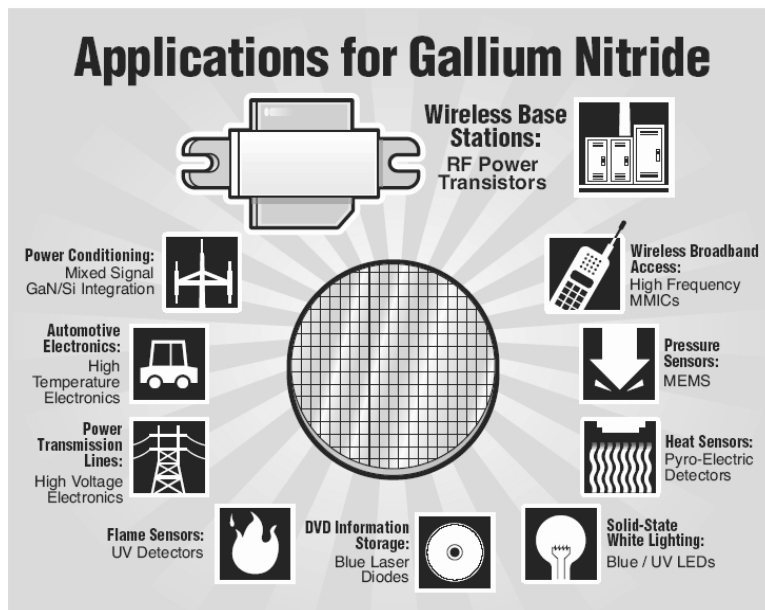 Applications for Gallium Nitride
Wireless Base
Stations:
RF Power
Transistors
Power Conditioning:
Mixed Signal
GaN/Si Integration
Wireless Broadband
Access:
High Frequency
MMICs
Automotive
Electronics:
High
Temperature
Electronics
Pressure
Sensors:
MEMS
Power
Transmission
Lines:
High Voltage
Electronics
Heat Sensors:
Pyro-Electric
Detectors
Flame Sensors:
UV Detectors
DVD Information
Storage:
Blue Laser
Diodes
Solid-State
White Lighting:
Blue / UV LEDs